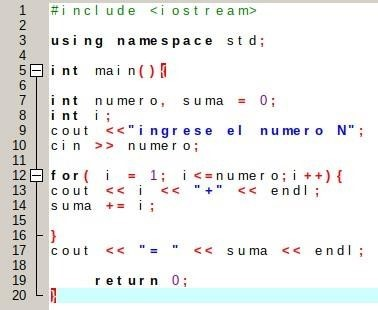 1 #include <iostream>
2
3 using namespace std;
4
5 int main(){
6
7 int numero, suma = 0;
8 int i;
9 cout <<"ingrese el numero N";
10 cin >> numero;
11
12 for( i = 1; i<=numero;i++){
13 cout << i << "+" << endl;
14 suma += i;
15
16 }
17 cout << "= " << suma << endl;
18
19 return 0;
20 }